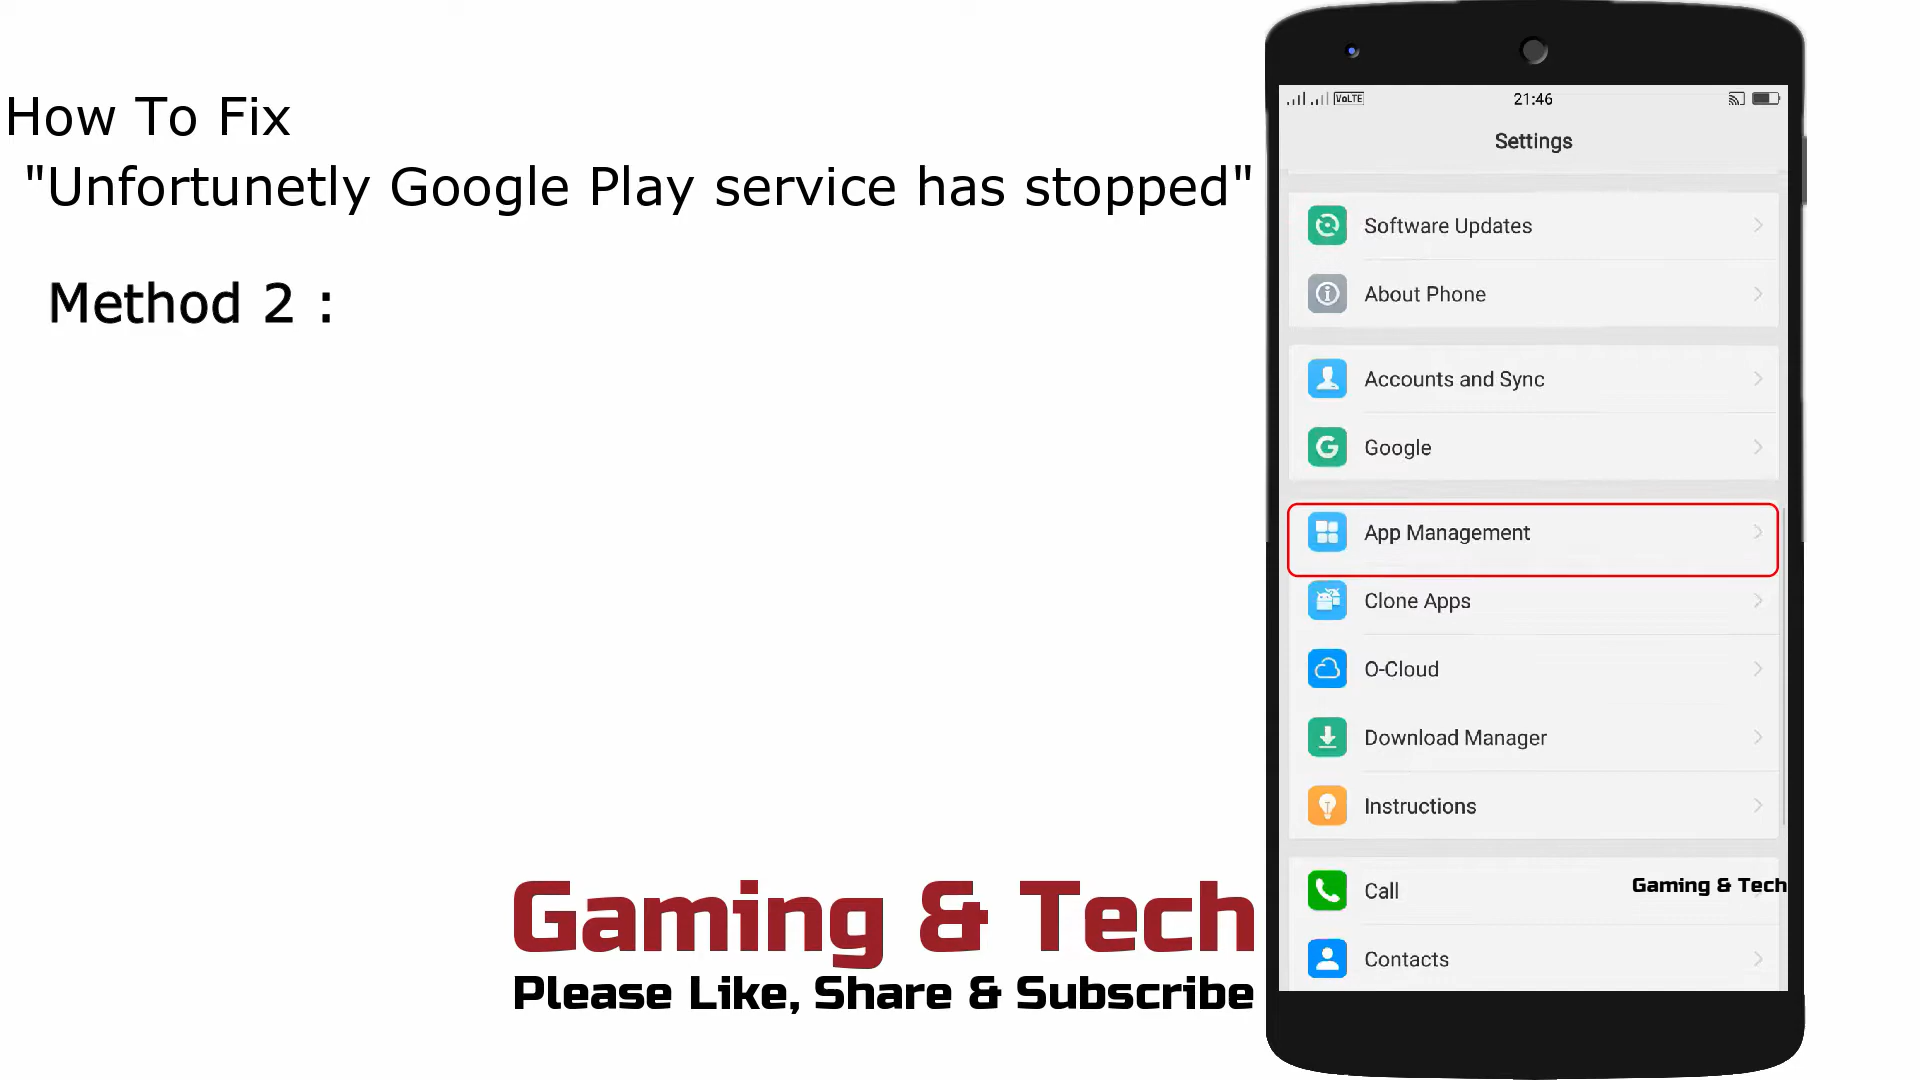 How To Fix
"Unfortunetly Google Play service has stopped"
Method 2 :
Gaming & Tech
Please Like, Share & Subscribe
VoLTE
21:46
Settings
Software Updates
About Phone
Accounts and Sync
Google
App Management
Clone Apps
O-Cloud
Download Manager
Instructions
Call
Gaming & Tech
Contacts